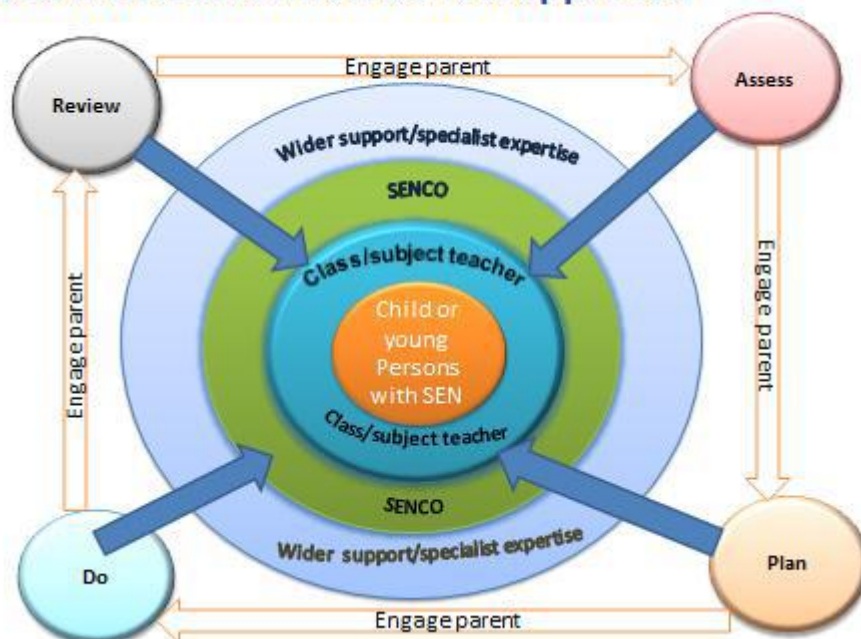 Engage parent
Review
Assess
Wider support/specialist expertise
SENCO
Class/subject teacher
Child or
young
Persons
with SEN
Engage parent
Engage parent
Class/subject teacher
SENCO
Wider support/specialist expertise
Do
Plan
Engage parent